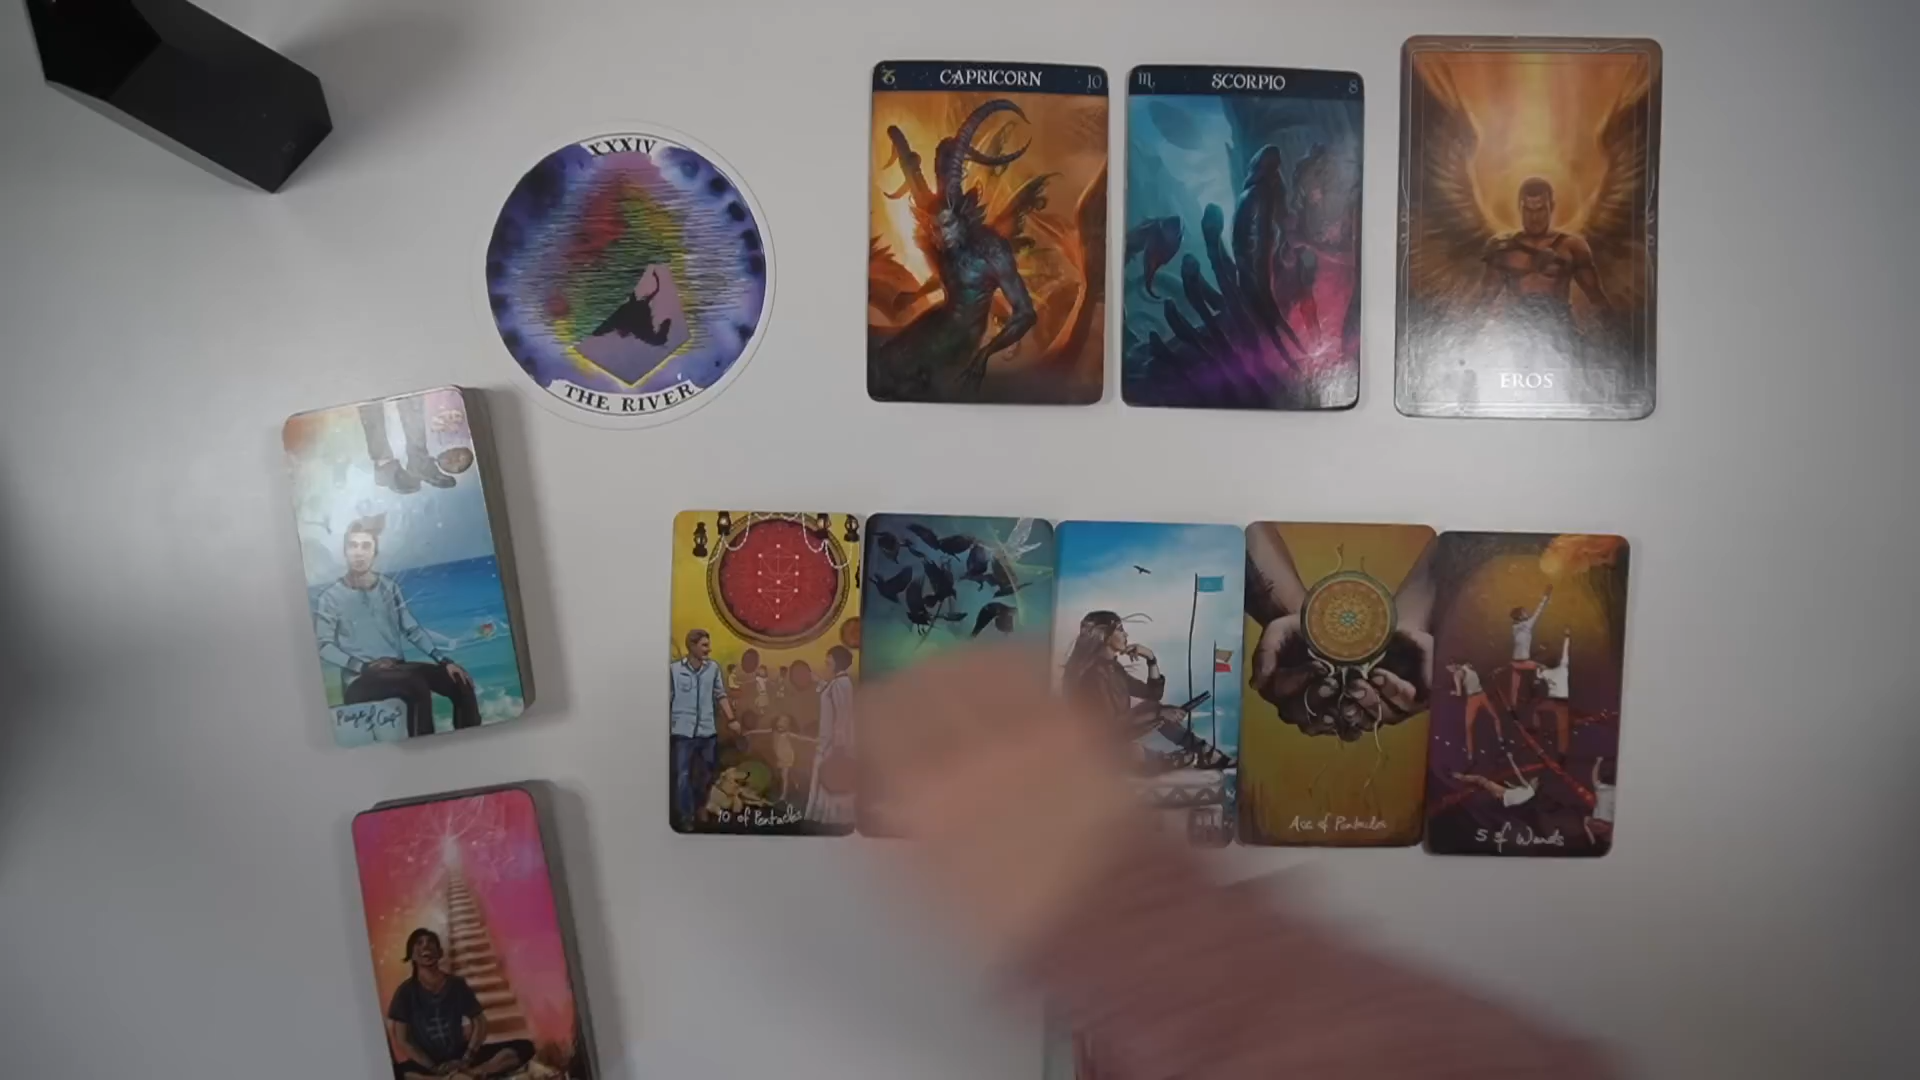 XXXIV
THE RIVER
CAPRICORN 10
SCORPIO 8
EROS
Page of Cups
10 of Pentacles
Ace of Pentacles
5 of Wands